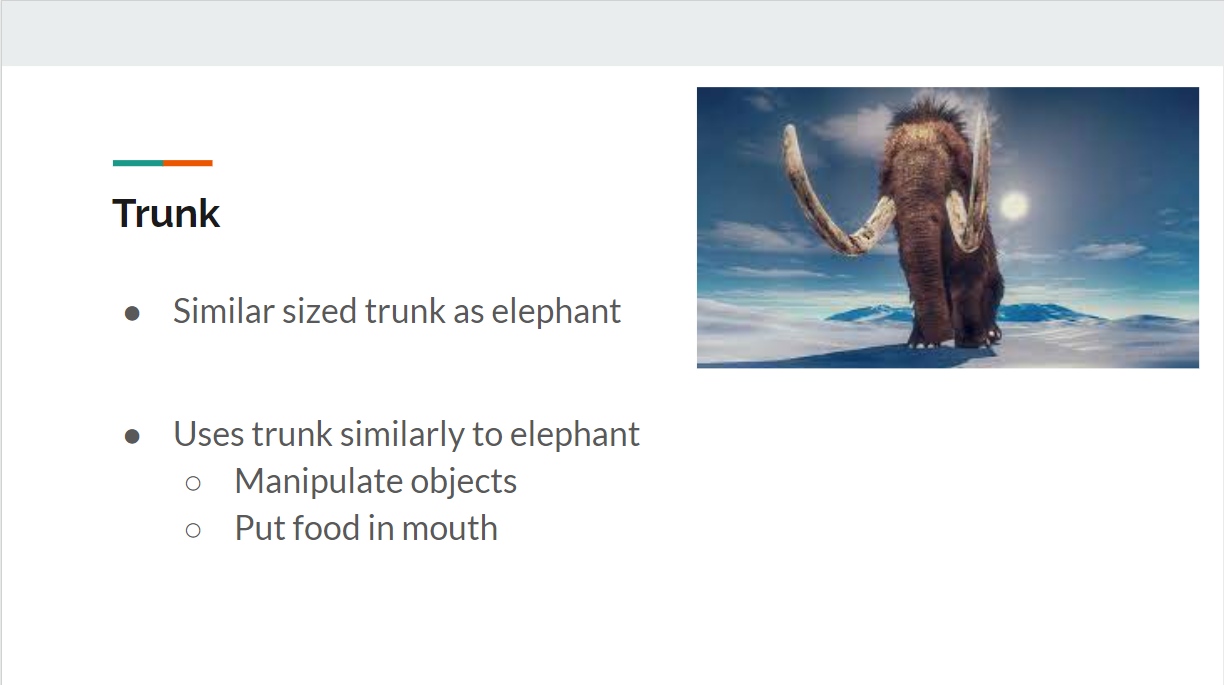 Trunk
● Similar sized trunk as elephant
● Uses trunk similarly to elephant
○ Manipulate objects
○ Put food in mouth